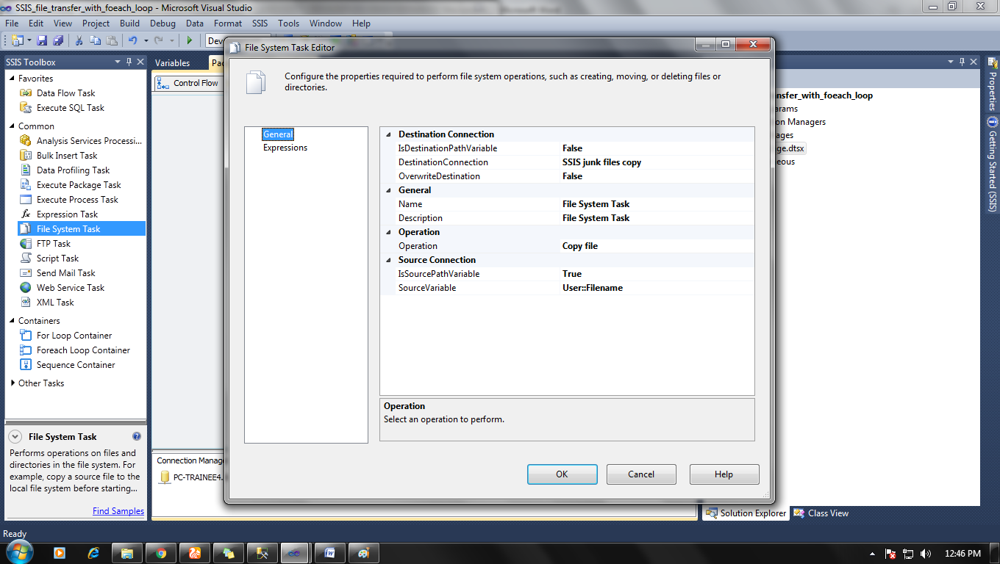 SSIS_file_transfer_with_foeach_loop - Microsoft Visual Studio
File Edit View Project Build Debug Data Format SSIS Tools Window Help
Dev
SSIS Toolbox
Favorites
Data Flow Task
Execute SQL Task
Common
Analysis Services Processi...
Bulk Insert Task
Data Profiling Task
Execute Package Task
Execute Process Task
Expression Task
File System Task
FTP Task
Script Task
Send Mail Task
Web Service Task
XML Task
Containers
For Loop Container
Foreach Loop Container
Sequence Container
Other Tasks
File System Task
Performs operations on files and
directories in the file system. For
example, copy a source file to the
local file system before starting...
Find Samples
Variables Pac
Control Flow
Connection Manag
PC-TRAINEE4.
File System Task Editor
Configure the properties required to perform file system operations, such as creating, moving, or deleting files or
directories.
General
Expressions
Destination Connection
IsDestinationPathVariable False
DestinationConnection SSIS junk files copy
OverwriteDestination False
General
Name File System Task
Description File System Task
Operation
Operation Copy file
Source Connection
IsSourcePathVariable True
SourceVariable User::Filename
Operation
Select an operation to perform.
OK Cancel Help
nsfer_with_foeach_loop
arams
on Managers
ages
ge.dtsx
eous
Solution Explorer Class View
Properties
Getting Started (SSIS)
Ready
12:46 PM